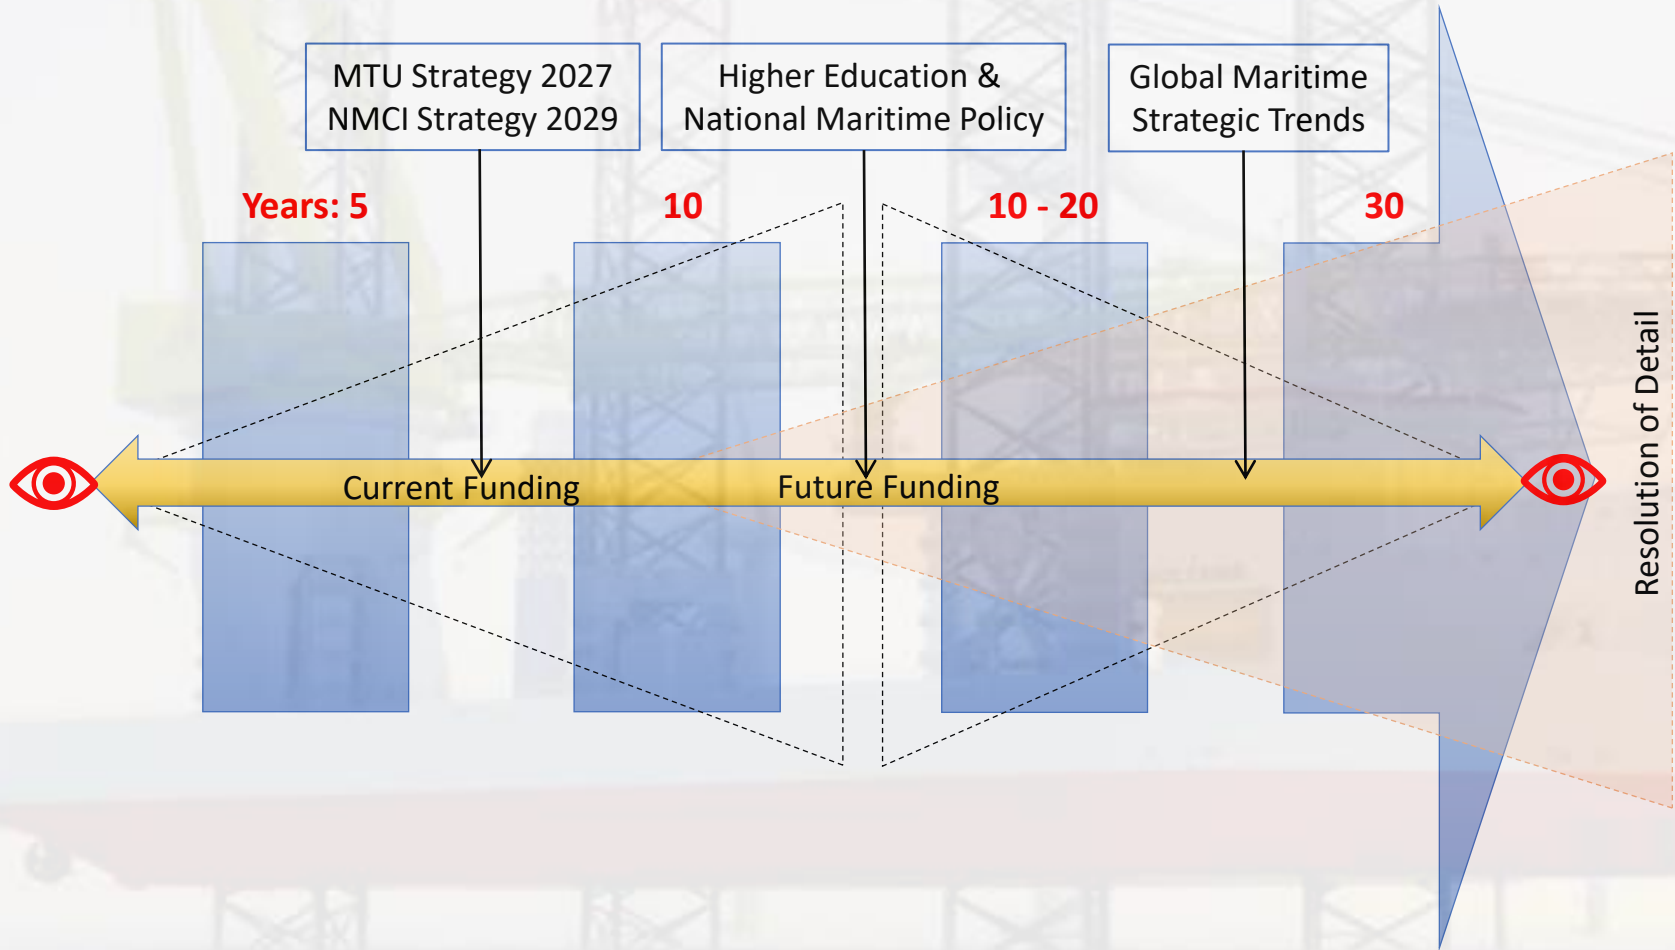 MTU Strategy 2027
NMCI Strategy 2029
Higher Education &
National Maritime Policy
Global Maritime
Strategic Trends
Years: 5
10
10 - 20
30
Current Funding
Future Funding
Resolution of Detail